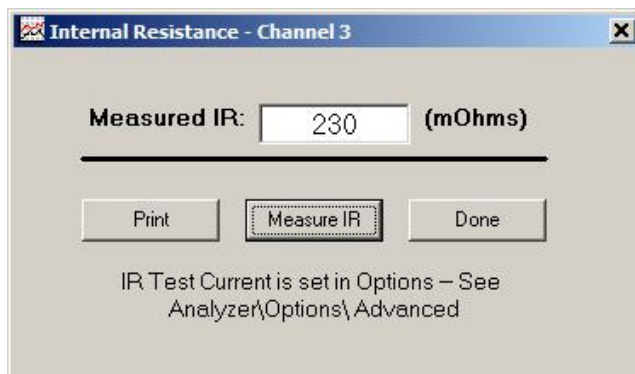 Internal Resistance - Channel 3
Measured IR: 230 (mOhms)
Print Measure IR Done
IR Test Current is set in Options – See
Analyzer\Options\ Advanced